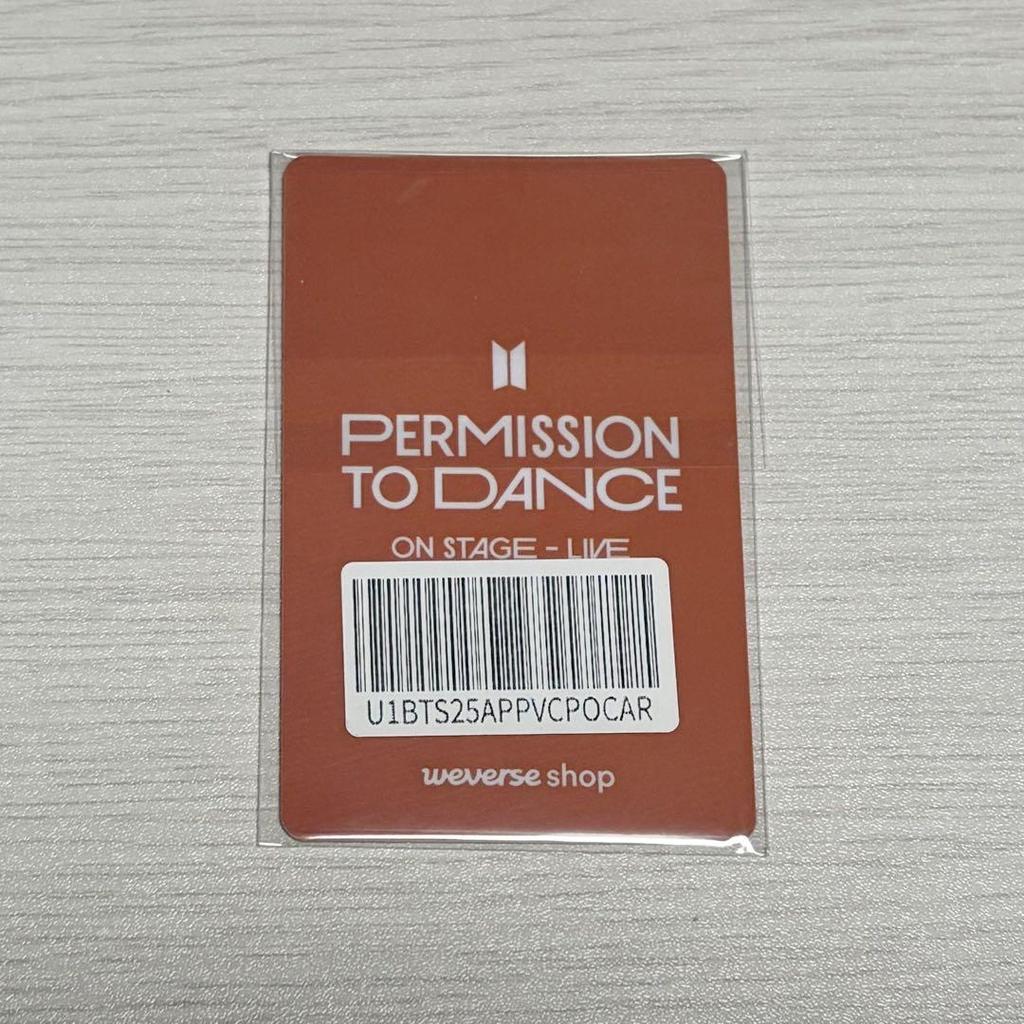 PERMISSION
TO DANCE
ON STAGE - LIVE
U1BTS25APPVCPOCAR
weverse shop